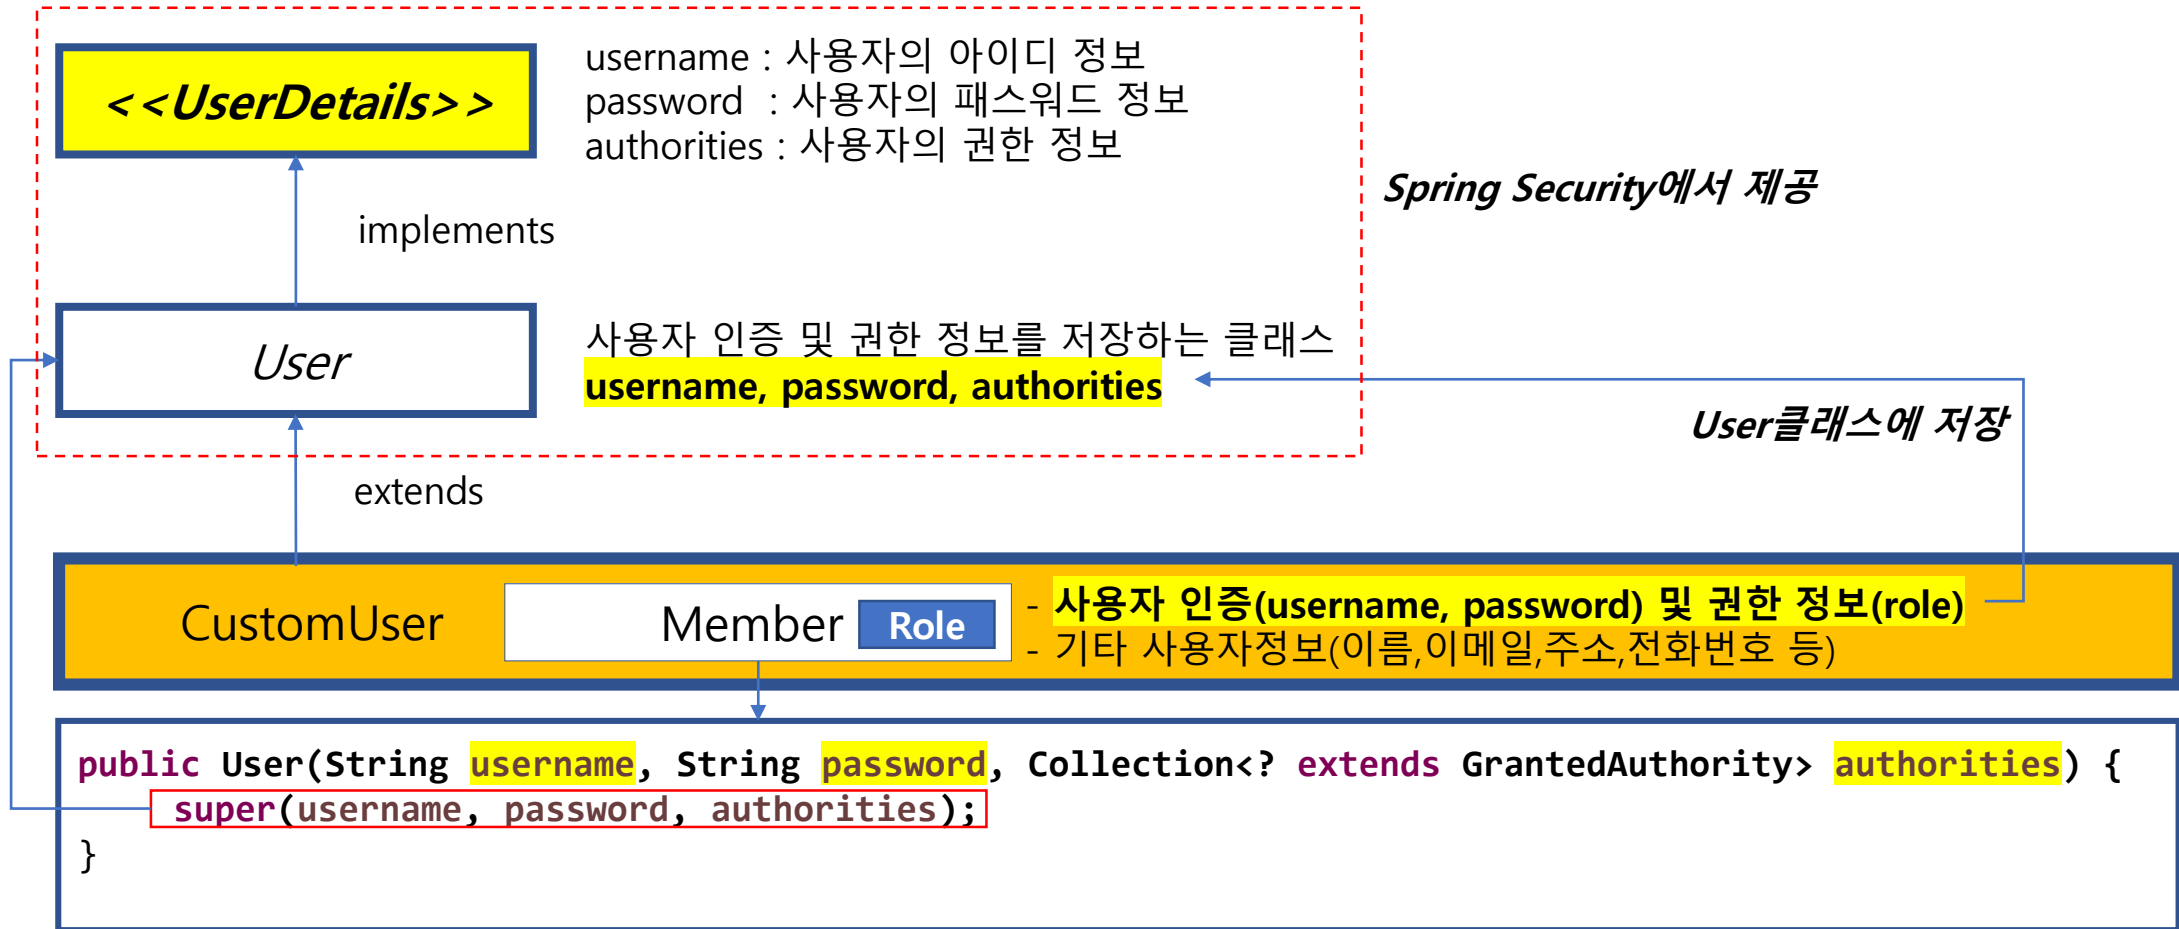 <<UserDetails>>
username : 사용자의 아이디 정보
password : 사용자의 패스워드 정보
authorities : 사용자의 권한 정보
Spring Security에서 제공
implements
User
사용자 인증 및 권한 정보를 저장하는 클래스
username, password, authorities
User클래스에 저장
extends
CustomUser
Member
Role
- 사용자 인증(username, password) 및 권한 정보(role)
- 기타 사용자정보(이름,이메일,주소,전화번호 등)
public User(String username, String password, Collection<? extends GrantedAuthority> authorities) {
super(username, password, authorities);
}